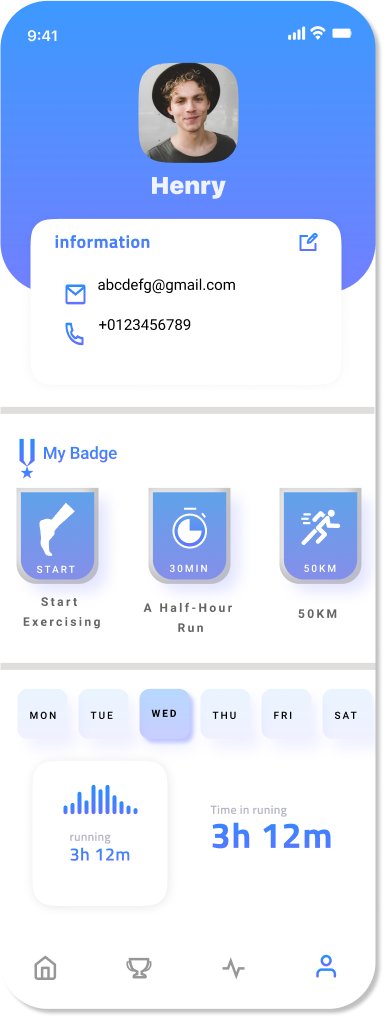 9:41
Henry
information
abcdefg@gmail.com
+0123456789
My Badge
START
30MIN
50KM
Start
Exercising
A Half-Hour
Run
50KM
MON
TUE
WED
THU
FRI
SAT
running
3h 12m
Time in runing
3h 12m